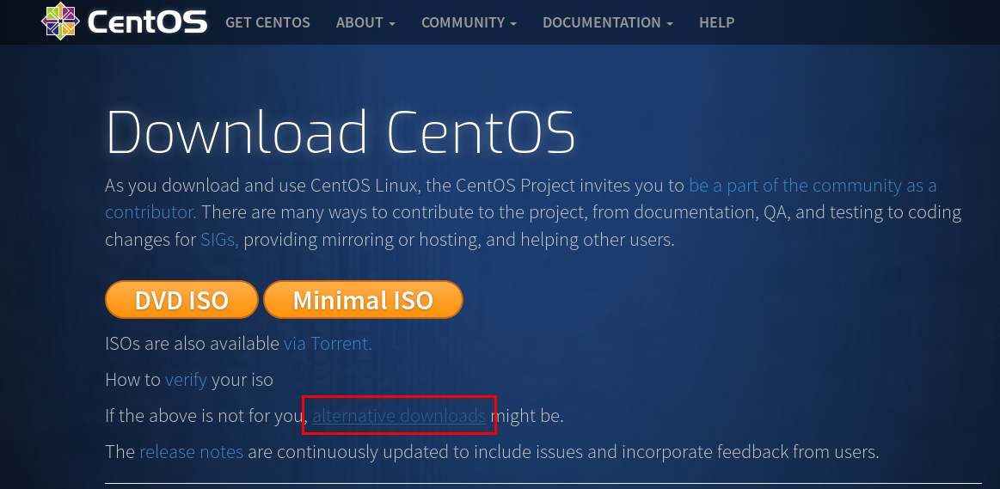 CentOS GET CENTOS ABOUT COMMUNITY DOCUMENTATION HELP
Download CentOS
As you download and use CentOS Linux, the CentOS Project invites you to be a part of the community as a
contributor. There are many ways to contribute to the project, from documentation, QA, and testing to coding
changes for SIGs, providing mirroring or hosting, and helping other users.
DVD ISO Minimal ISO
ISOs are also available via Torrent.
How to verify your iso
If the above is not for you, alternative downloads might be.
The release notes are continuously updated to include issues and incorporate feedback from users.